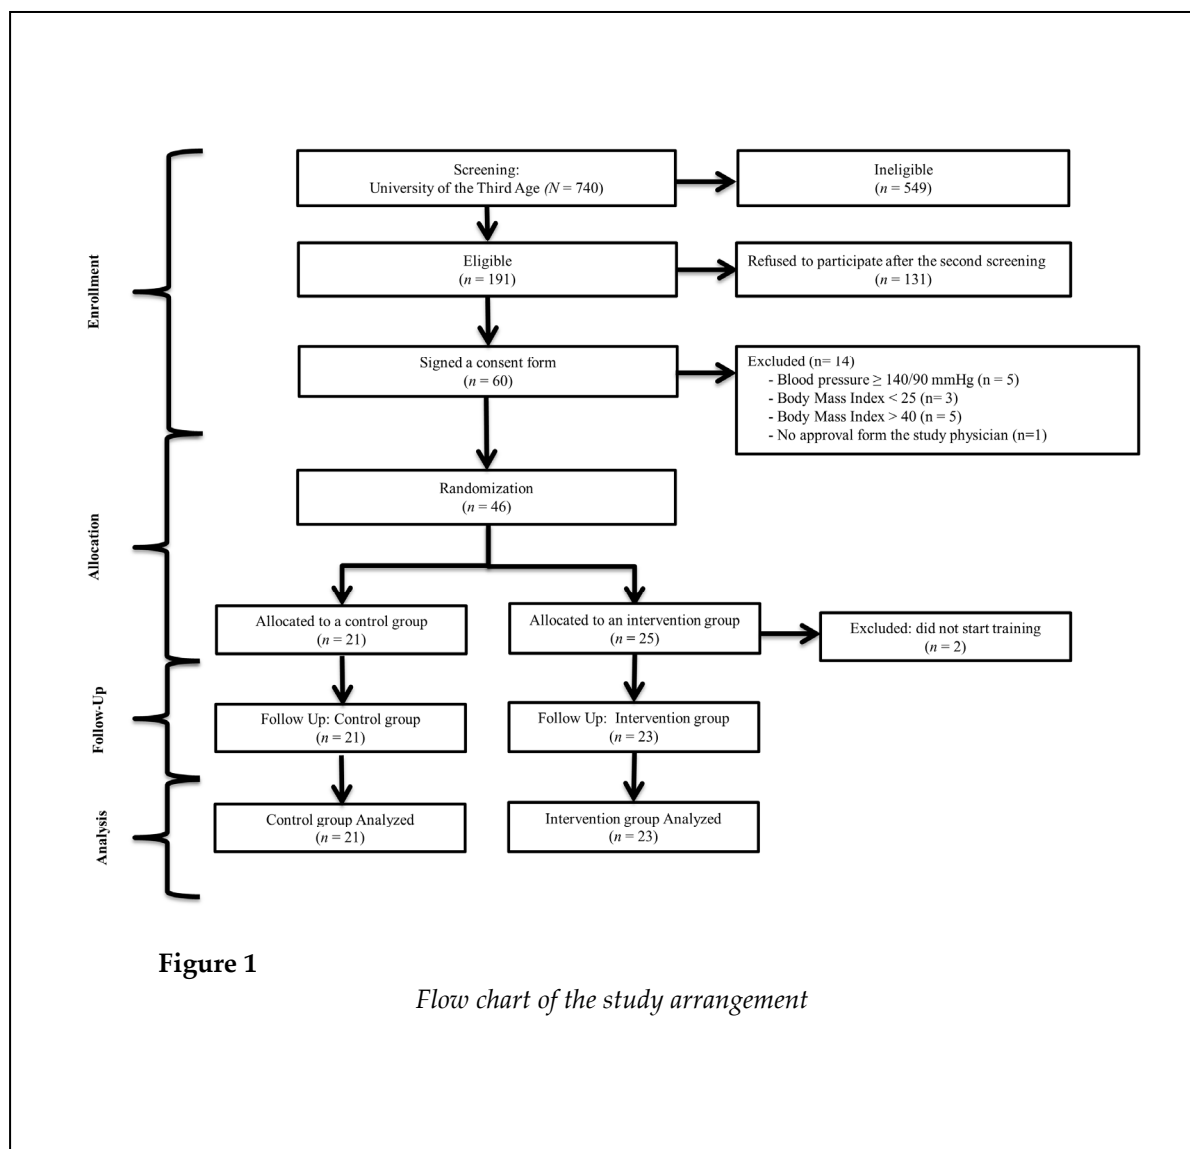 Screening:
University of the Third Age (N = 740)
Ineligible
(n = 549)
Eligible
(n = 191)
Refused to participate after the second screening
(n = 131)
Enrollment
Signed a consent form
(n = 60)
Excluded (n= 14)
- Blood pressure ≥ 140/90 mmHg (n = 5)
- Body Mass Index < 25 (n= 3)
- Body Mass Index > 40 (n = 5)
- No approval form the study physician (n=1)
Randomization
(n = 46)
Allocation
Allocated to a control group
(n = 21)
Allocated to an intervention group
(n = 25)
Excluded: did not start training
(n = 2)
Follow-Up
Follow Up: Control group
(n = 21)
Follow Up: Intervention group
(n = 23)
Analysis
Control group Analyzed
(n = 21)
Intervention group Analyzed
(n = 23)
Figure 1
Flow chart of the study arrangement